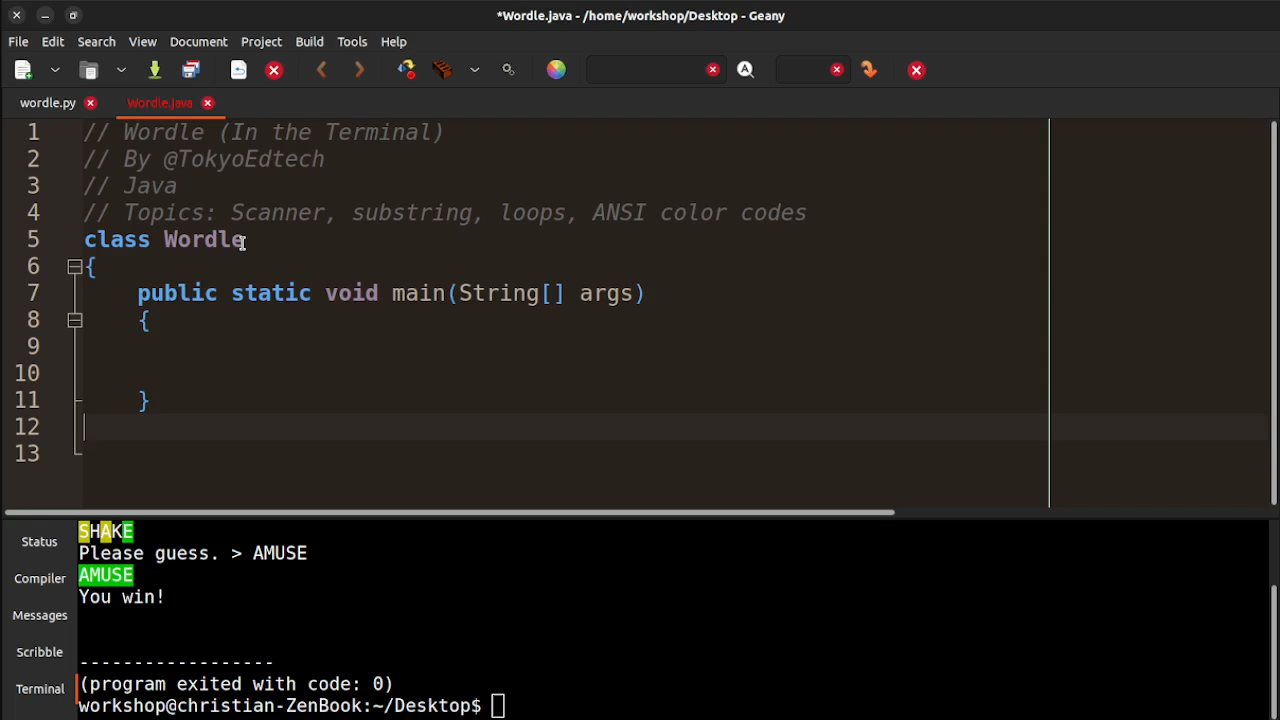 *Wordle.java - /home/workshop/Desktop - Geany
File Edit Search View Document Project Build Tools Help
wordle.py Wordle.java
1 // Wordle (In the Terminal)
2 // By @TokyoEdtech
3 // Java
4 // Topics: Scanner, substring, loops, ANSI color codes
5 class Wordle
6 {
7 public static void main(String[] args)
8 {
9
10
11 }
12
13
Status
Compiler
Messages
Scribble
Terminal
SHAKE
Please guess. > AMUSE
AMUSE
You win!
------------------
(program exited with code: 0)
workshop@christian-ZenBook:~/Desktop$